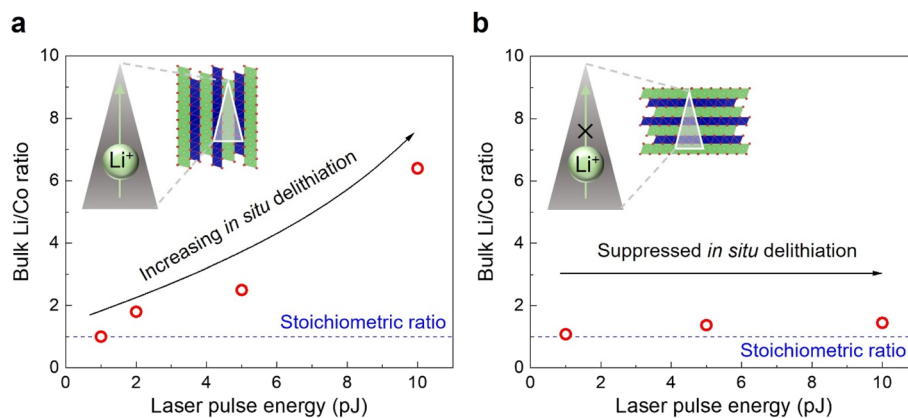 a
Bulk Li/Co ratio
10
8
6
4
2
0
Li⁺
Increasing in situ delithiation
Stoichiometric ratio
0 2 4 6 8 10
Laser pulse energy (pJ)
b
Bulk Li/Co ratio
10
8
6
4
2
0
Li⁺
Suppressed in situ delithiation
Stoichiometric ratio
0 2 4 6 8 10
Laser pulse energy (pJ)